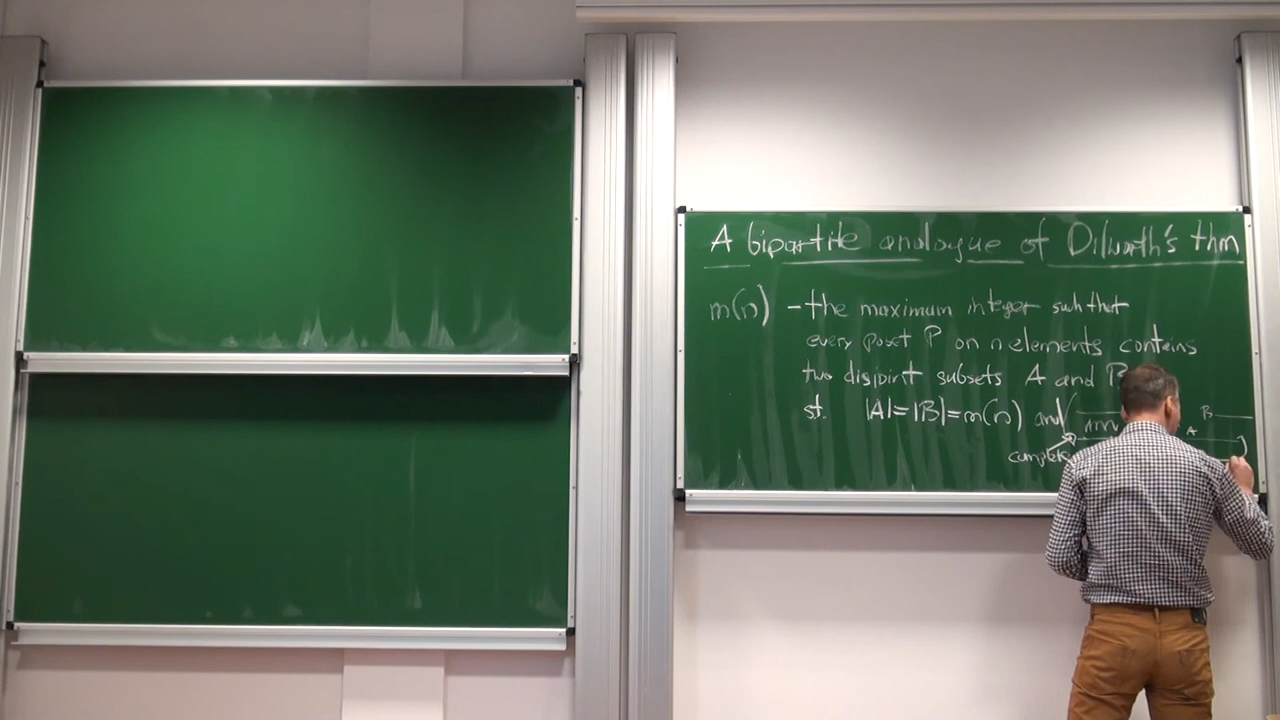 A bipartite analogue of Dilworth's thm
m(n) - the maximum integer such that
every poset P on n elements contains
two disjoint subsets A and B
st. |A|=|B|=m(n) and
B
A
complete